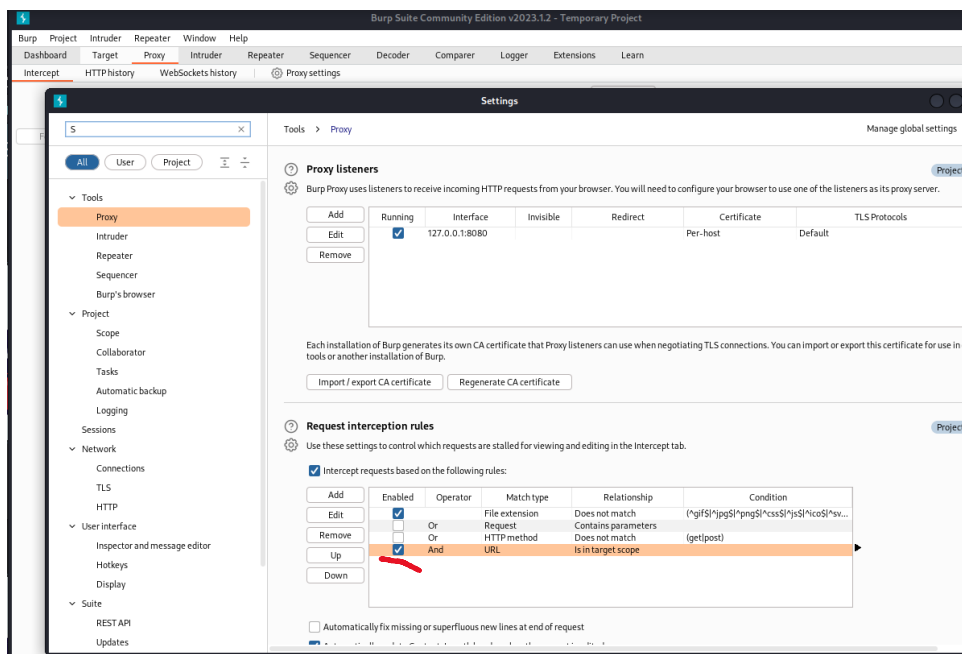 Burp Suite Community Edition v2023.1.2 - Temporary Project
Burp Project Intruder Repeater Window Help
Dashboard Target Proxy Intruder Repeater Sequencer Decoder Comparer Logger Extensions Learn
Intercept HTTP history WebSockets history Proxy settings
Settings
S
Tools > Proxy
Manage global settings
All User Project
Tools
Proxy
Intruder
Repeater
Sequencer
Burp's browser
Project
Scope
Collaborator
Tasks
Automatic backup
Logging
Sessions
Network
Connections
TLS
HTTP
User interface
Inspector and message editor
Hotkeys
Display
Suite
REST API
Updates
Proxy listeners
Project
Burp Proxy uses listeners to receive incoming HTTP requests from your browser. You will need to configure your browser to use one of the listeners as its proxy server.
Add
Edit
Remove
Running Interface Invisible Redirect Certificate TLS Protocols
127.0.0.1:8080 Per-host Default
Each installation of Burp generates its own CA certificate that Proxy listeners can use when negotiating TLS connections. You can import or export this certificate for use in
tools or another installation of Burp.
Import / export CA certificate Regenerate CA certificate
Request interception rules
Project
Use these settings to control which requests are stalled for viewing and editing in the Intercept tab.
Intercept requests based on the following rules:
Add
Edit
Remove
Up
Down
Enabled Operator Match type Relationship Condition
File extension Does not match (^gif$|^jpg$|^png$|^css$|^js$|^ico$|^sv...
Or Request Contains parameters
Or HTTP method Does not match (get|post)
And URL Is in target scope
Automatically fix missing or superfluous new lines at end of request